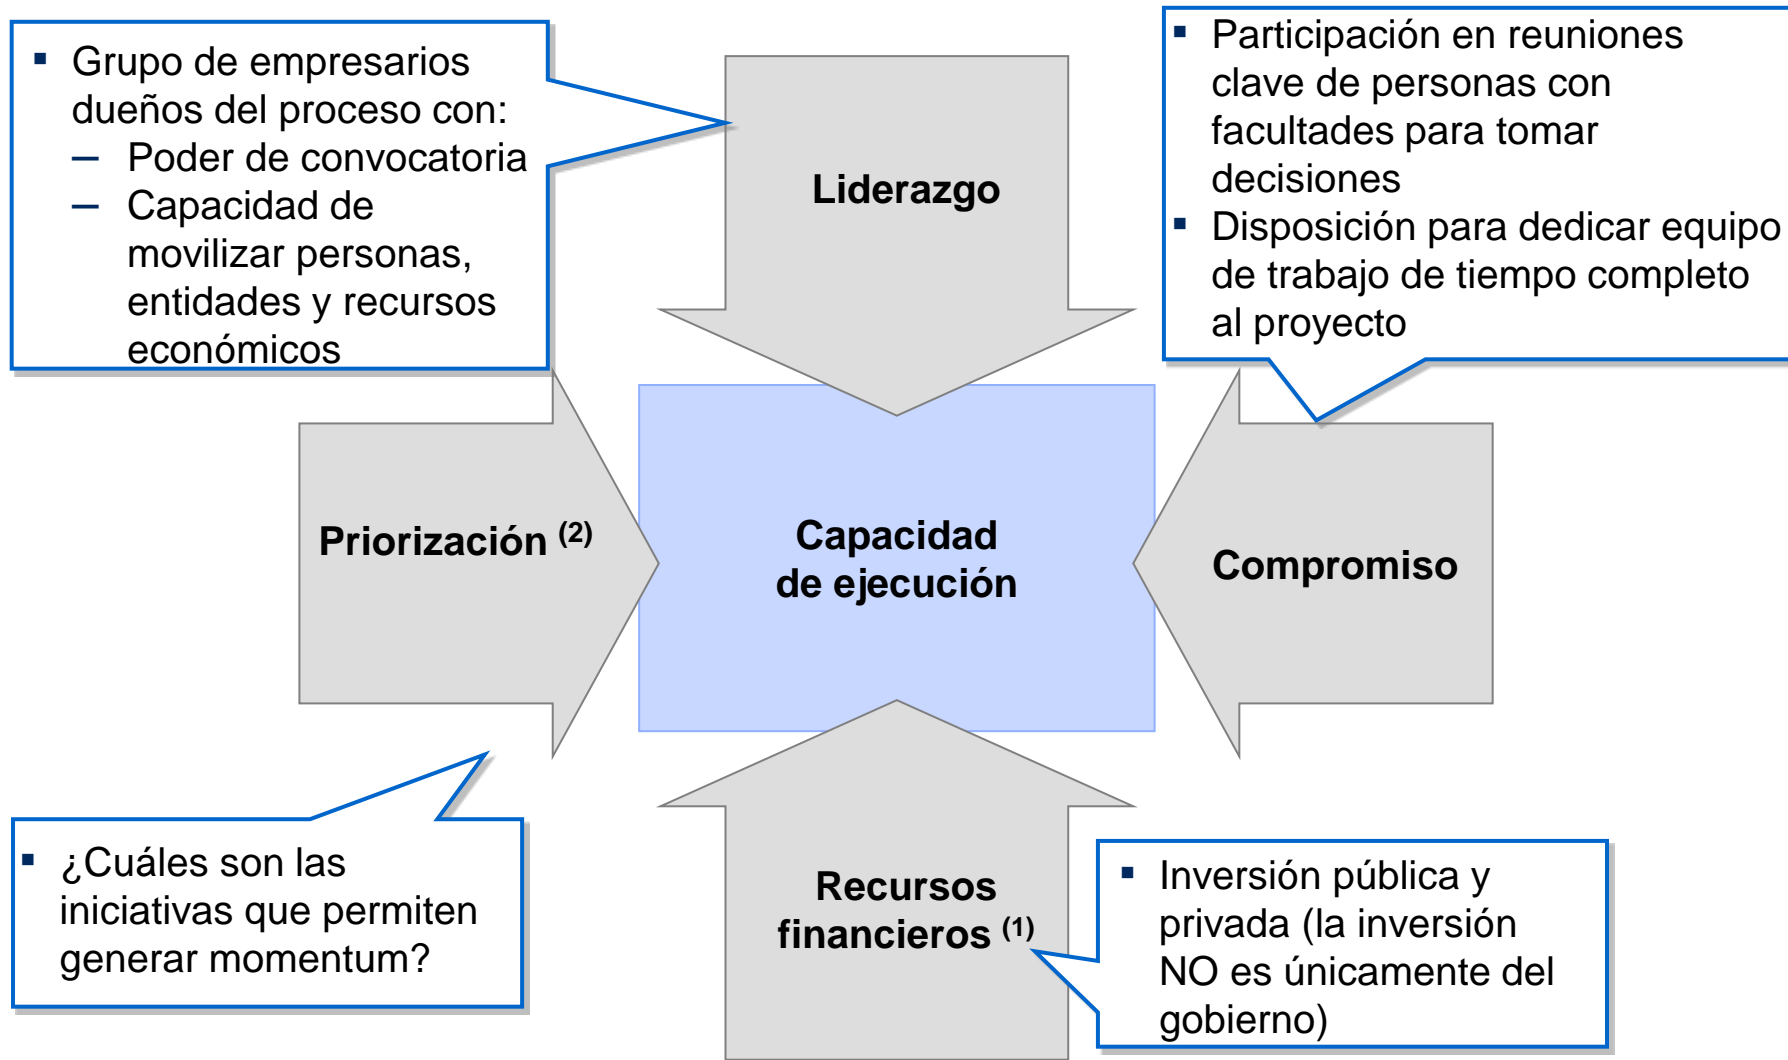 ▪ Grupo de empresarios
dueños del proceso con:
– Poder de convocatoria
– Capacidad de
movilizar personas,
entidades y recursos
económicos
Liderazgo
▪ Participación en reuniones
clave de personas con
facultades para tomar
decisiones
▪ Disposición para dedicar equipo
de trabajo de tiempo completo
al proyecto
Priorización (2)
Capacidad
de ejecución
Compromiso
▪ ¿Cuáles son las
iniciativas que permiten
generar momentum?
Recursos
financieros (1)
▪ Inversión pública y
privada (la inversión
NO es únicamente del
gobierno)